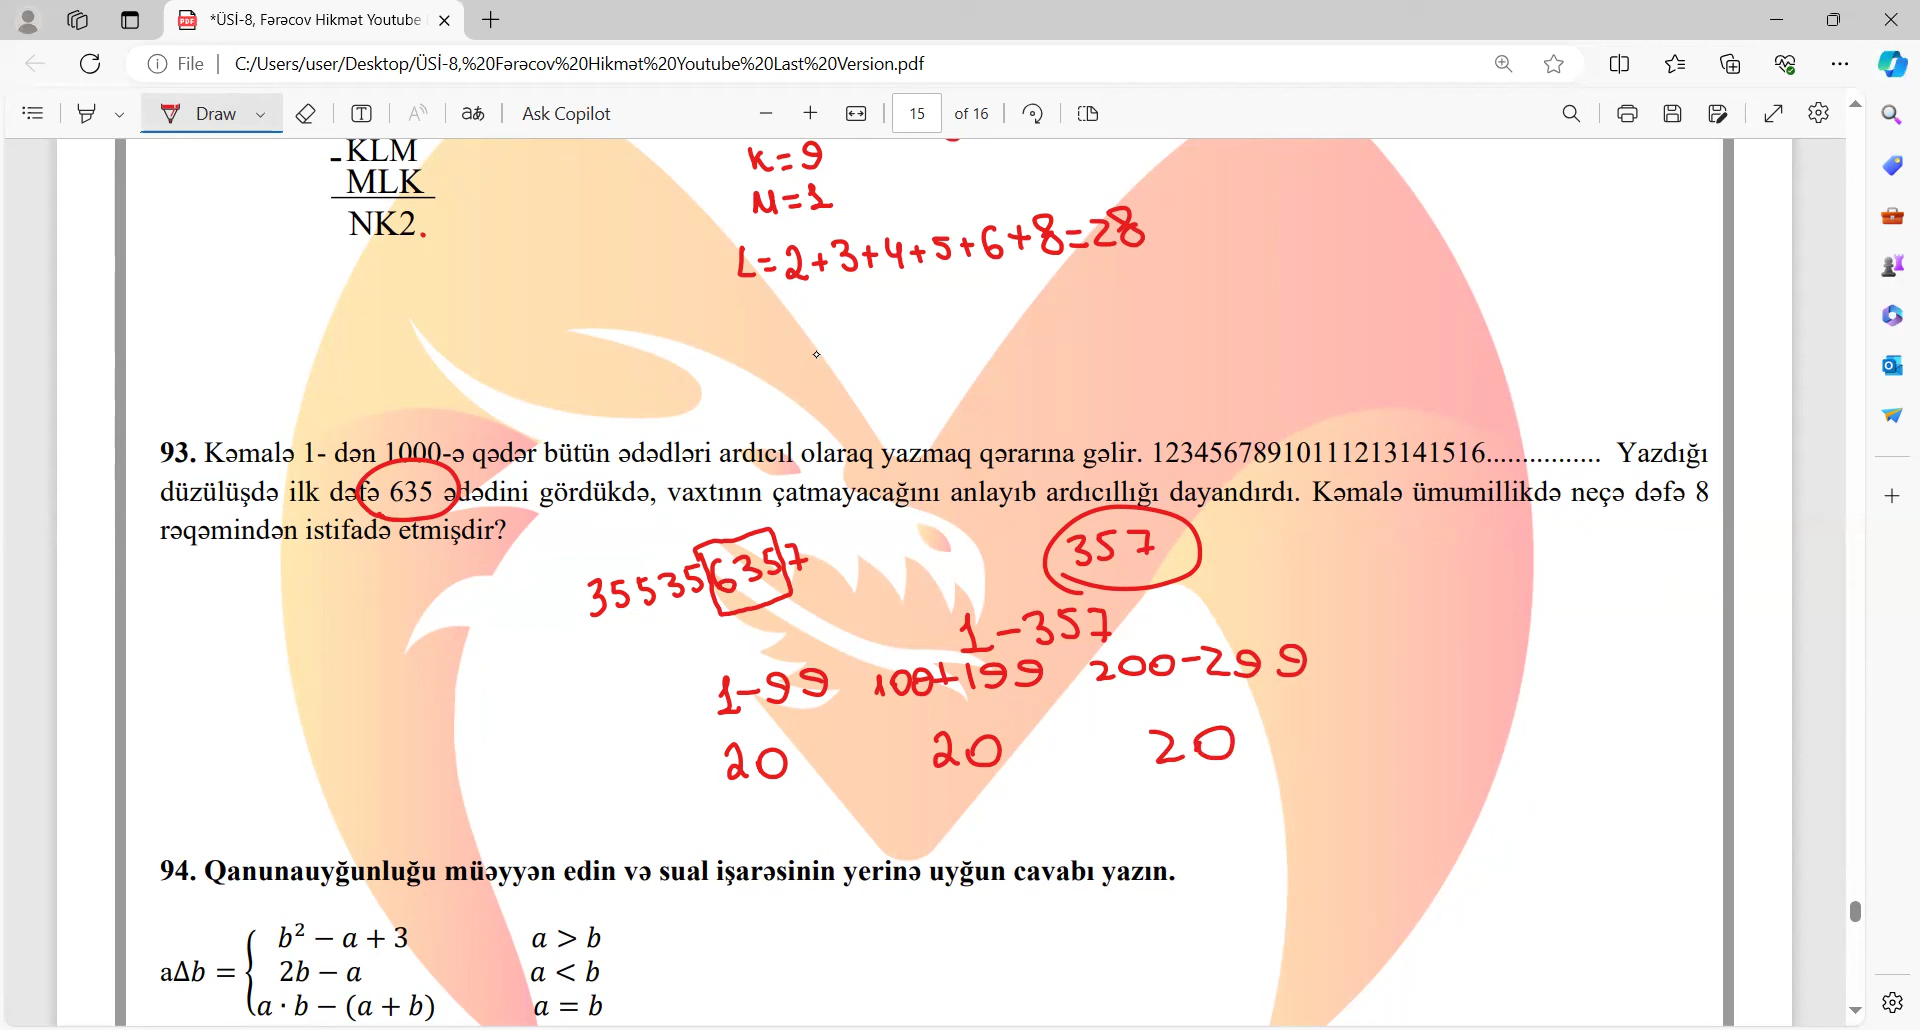 *ÜSİ-8, Fərəcov Hikmət Youtube
File
C:/Users/user/Desktop/ÜSİ-8,%20Fərəcov%20Hikmət%20Youtube%20Last%20Version.pdf
Draw
Ask Copilot
15 of 16
-KLM
MLK
NK2.
K=9
M=1
L=2+3+4+5+6+8=28
93. Kəmalə 1- dən 1000-ə qədər bütün ədədləri ardıcıl olaraq yazmaq qərarına gəlir. 12345678910111213141516............... Yazdığı
düzülüşdə ilk dəfə 635 ədədini gördükdə, vaxtının çatmayacağını anlayıb ardıcıllığı dayandırdı. Kəmalə ümumillikdə neçə dəfə 8
rəqəmindən istifadə etmişdir?
355356357
357
1-357
1-99 100-199 200-299
20 20 20
94. Qanunauyğunluğu müəyyən edin və sual işarəsinin yerinə uyğun cavabı yazın.
b² − a + 3 a > b
a∆b = 2b − a a < b
a · b − (a + b) a = b